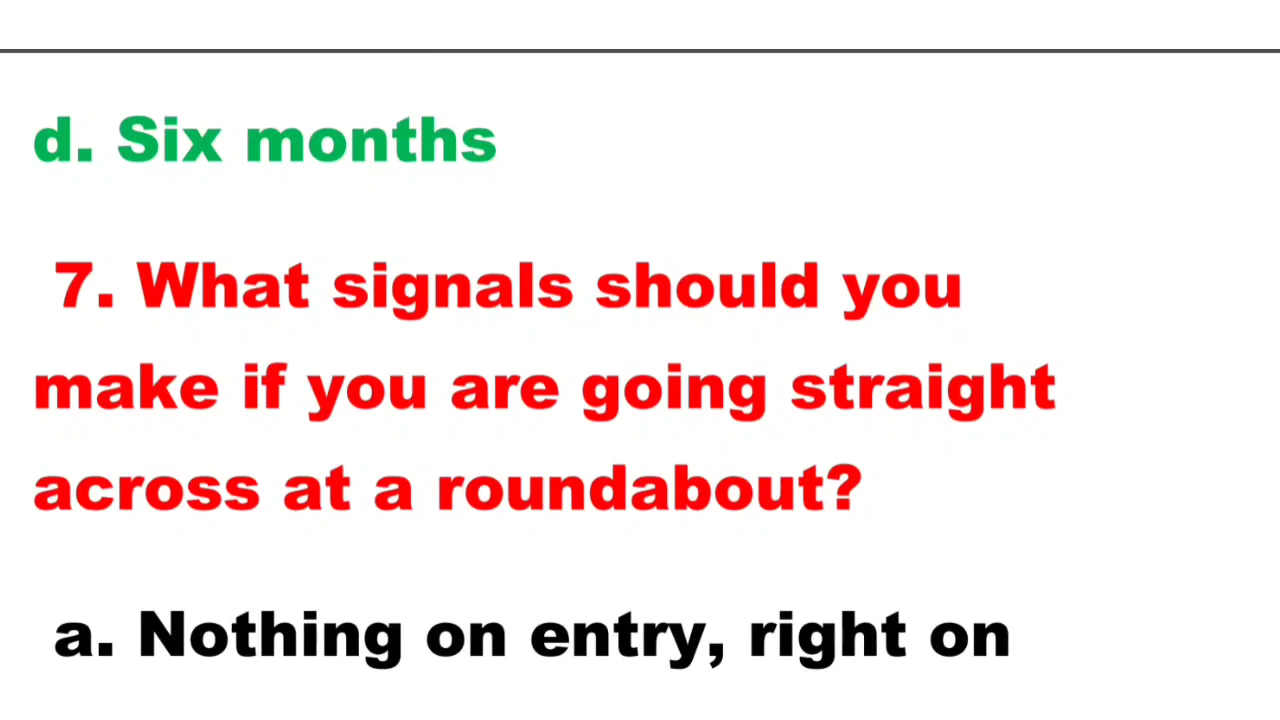 d. Six months
7. What signals should you
make if you are going straight
across at a roundabout?
a. Nothing on entry, right on